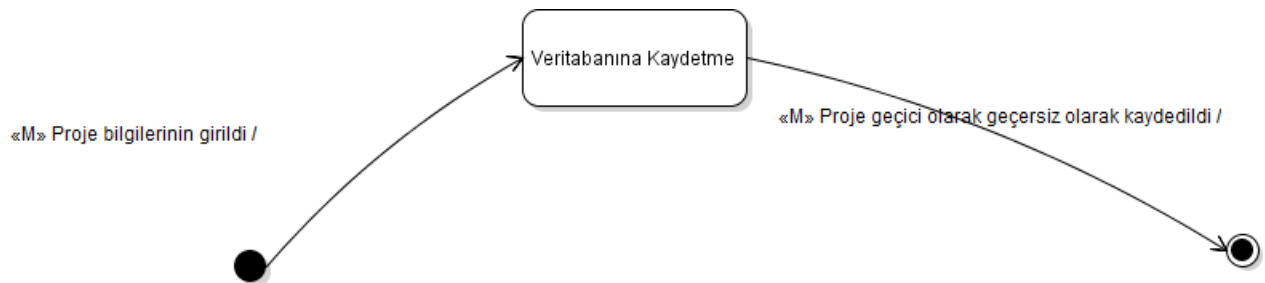 Veritabanına Kaydetme
«M» Proje geçici olarak geçersiz olarak kaydedildi /
«M» Proje bilgilerinin girildi /